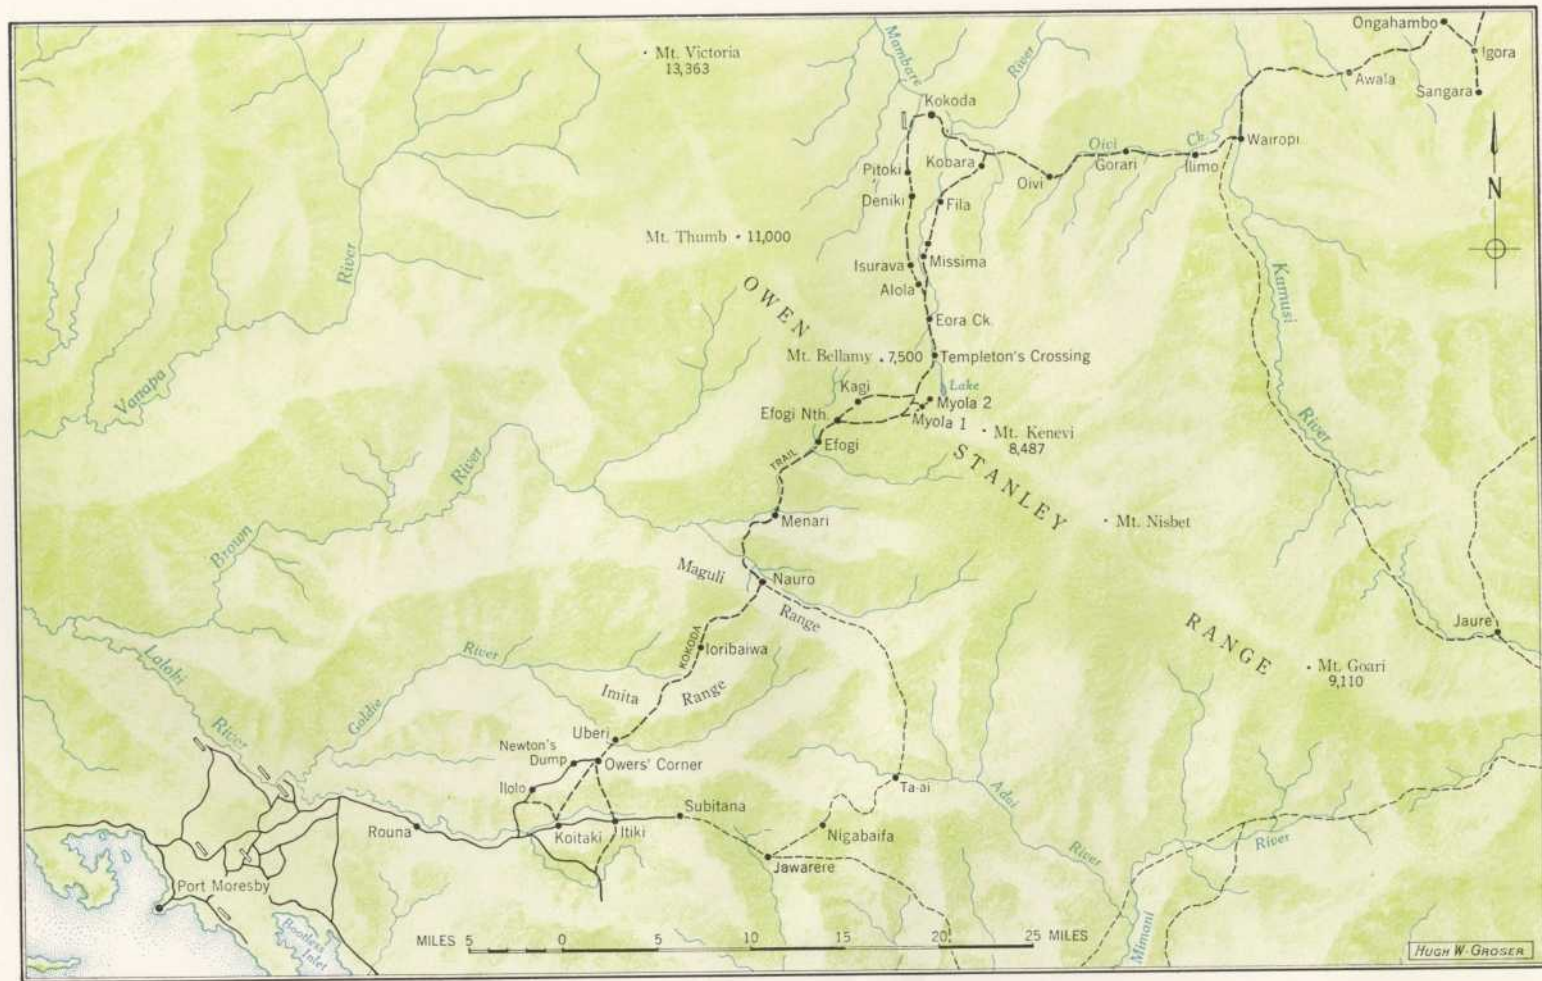 Mt. Victoria
13,363
Mambare
River
Ongahambo
Igora
Awala
Sangara
Kokoda
Wairopi
Oivi Ck.
Gorari
Ilimo
Oivi
Kobara
Pitoki
Deniki
Fila
N
Mt. Thumb 11,000
Missima
Isurava
Alola
River
Vanapa
OWEN
Eora Ck.
Mt. Bellamy 7,500
Templeton's Crossing
Kamusi
River
Lake
Kagi
Myola 2
Myola 1
Efogi Nth.
Efogi
Mt. Kenevi
8,487
STANLEY
TRAIL
River
Brown
Menari
Mt. Nisbet
Maguli
Range
Nauro
KOKODA
Ioribaiwa
RANGE
Jaure
Mt. Goari
9,110
Lalohi
River
River
Goldie
Imita
Range
Uberi
Newton's
Dump
Owers' Corner
Ilolo
Ta-ai
Adai
River
Subitana
Rouna
Koitaki
Itiki
Nigabaifa
Jawarere
River
Mimani
Port Moresby
Bootless
Inlet
MILES 5 0 5 10 15 20 25 MILES
HUGH W. GROSER